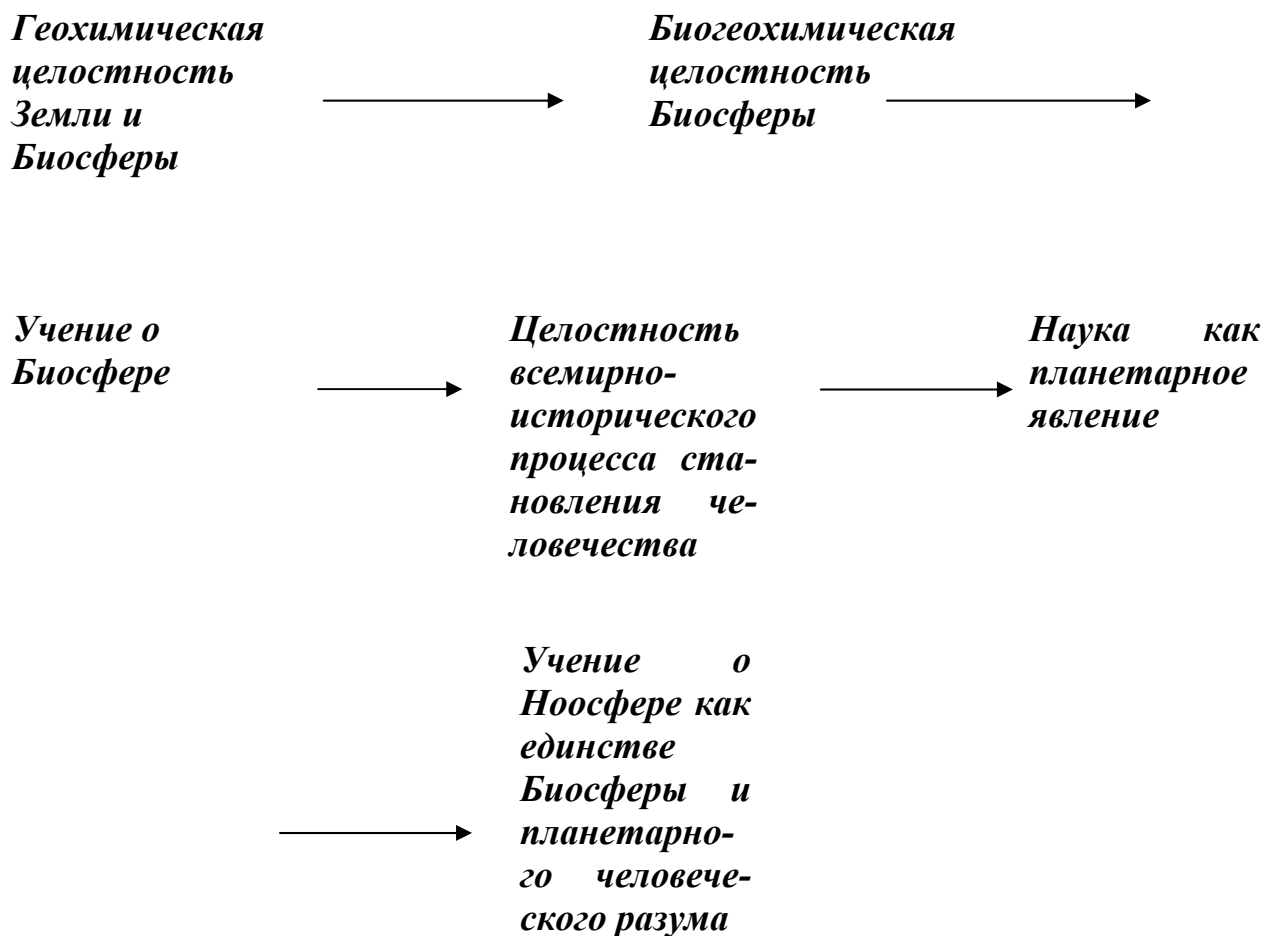 Геохимическая
целостность
Земли и
Биосферы
Биогеохимическая
целостность
Биосферы
Учение о
Биосфере
Целостность
всемирно-
исторического
процесса ста-
новления че-
ловечества
Наука как
планетарное
явление
Учение о
Ноосфере как
единстве
Биосферы и
планетарно-
го человече-
ского разума